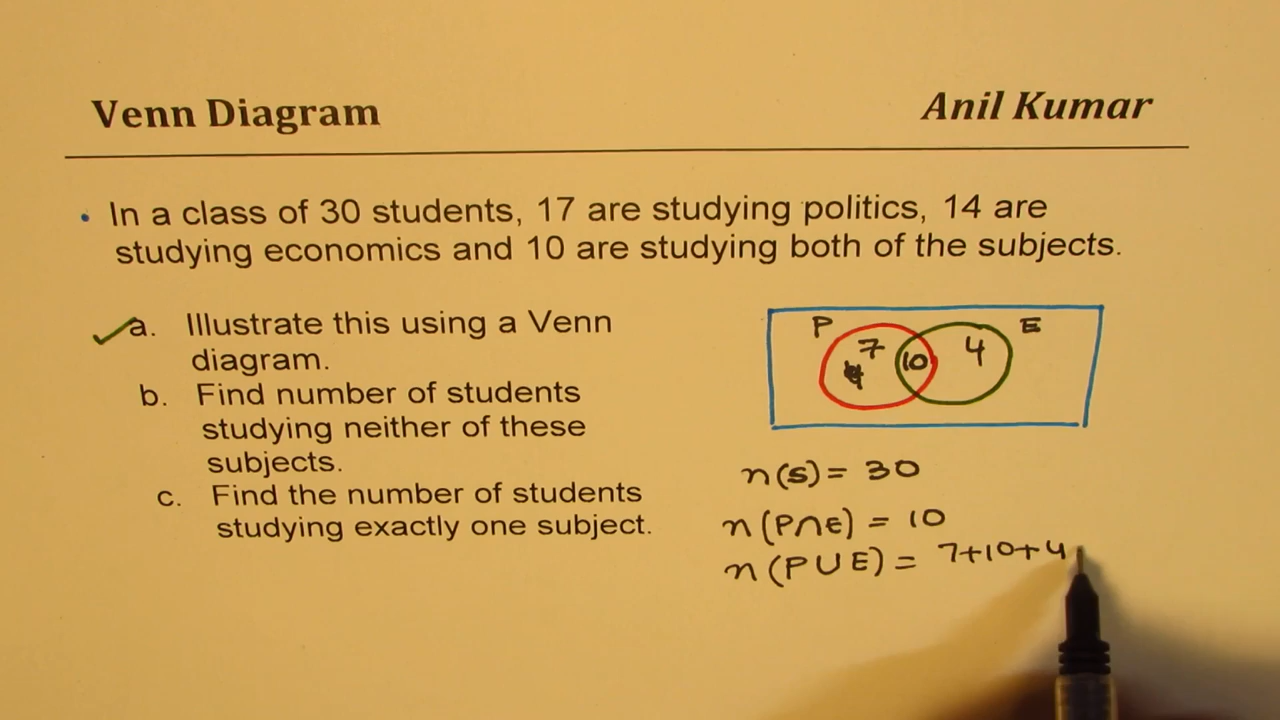 Venn Diagram Anil Kumar
• In a class of 30 students, 17 are studying politics, 14 are
studying economics and 10 are studying both of the subjects.
a. Illustrate this using a Venn
diagram.
b. Find number of students
studying neither of these
subjects.
c. Find the number of students
studying exactly one subject.
P E
7 10 4
n(S) = 30
n(P∩E) = 10
n(P∪E) = 7+10+4